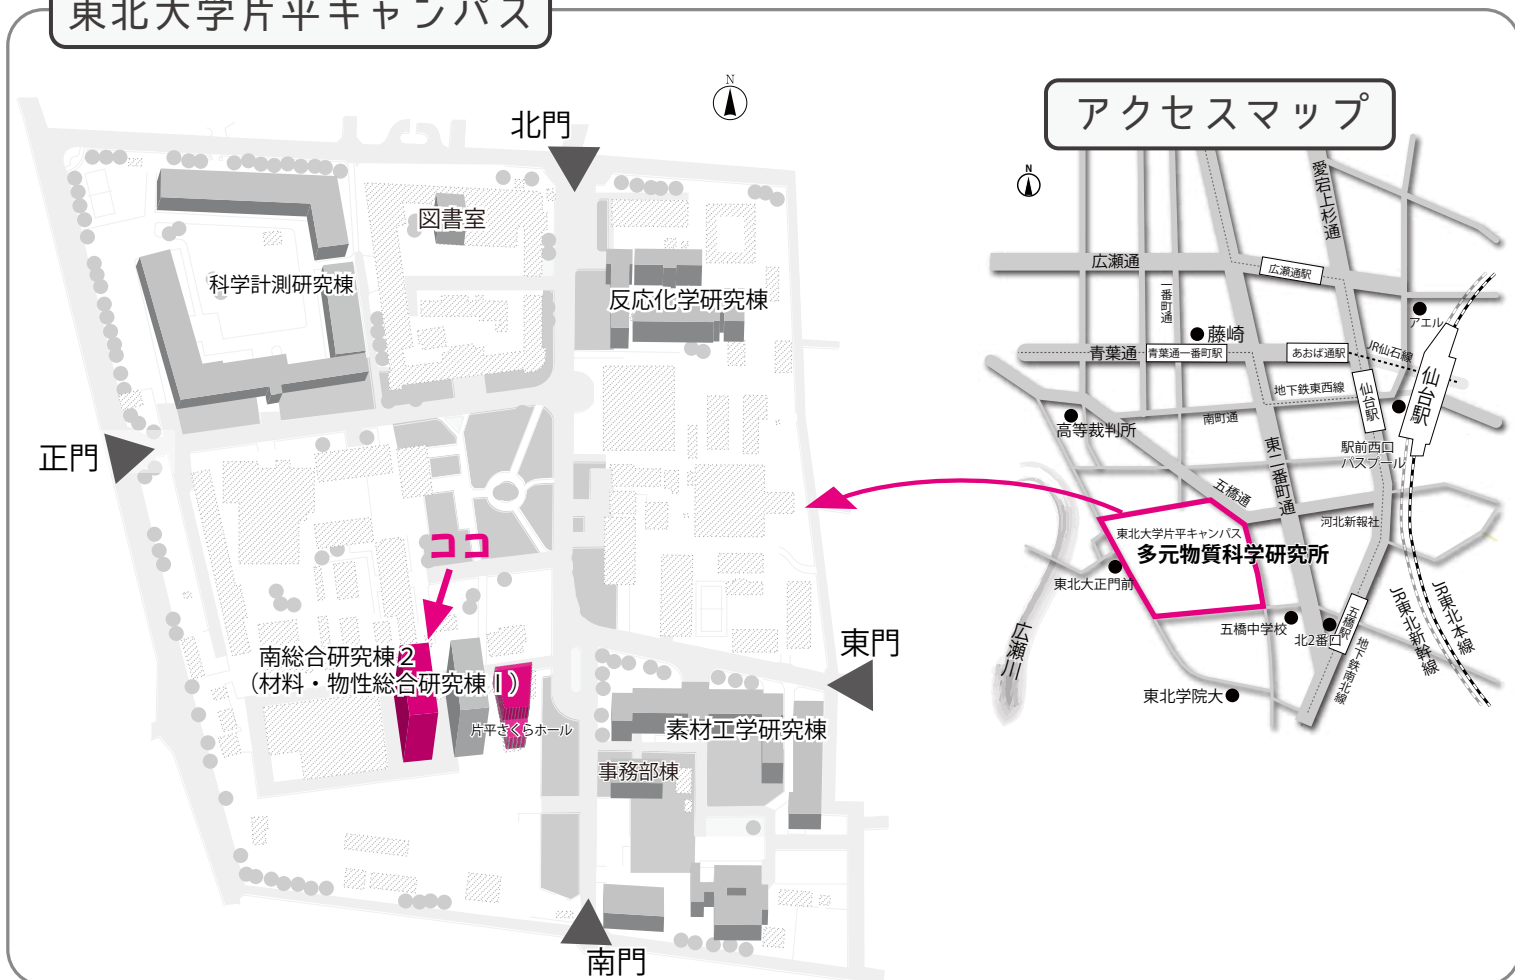 東北大学片平キャンパス
N
北門
図書室
科学計測研究棟
反応化学研究棟
正門
ココ
南総合研究棟2
(材料・物性総合研究棟Ⅰ)
片平さくらホール
東門
素材工学研究棟
事務部棟
南門
アクセスマップ
N
愛宕上杉通
広瀬通
広瀬通駅
一番町通
アエル
藤崎
青葉通
青葉通一番町駅
あおば通駅
JR仙石線
仙台駅
地下鉄東西線
仙台駅
南町通
高等裁判所
東二番町通
駅前西口
バスプール
五橋通
河北新報社
東北大学片平キャンパス
多元物質科学研究所
東北大正門前
五橋中学校
北2番口
五橋駅
地下鉄南北線
JR東北新幹線
JR東北本線
広瀬川
東北学院大